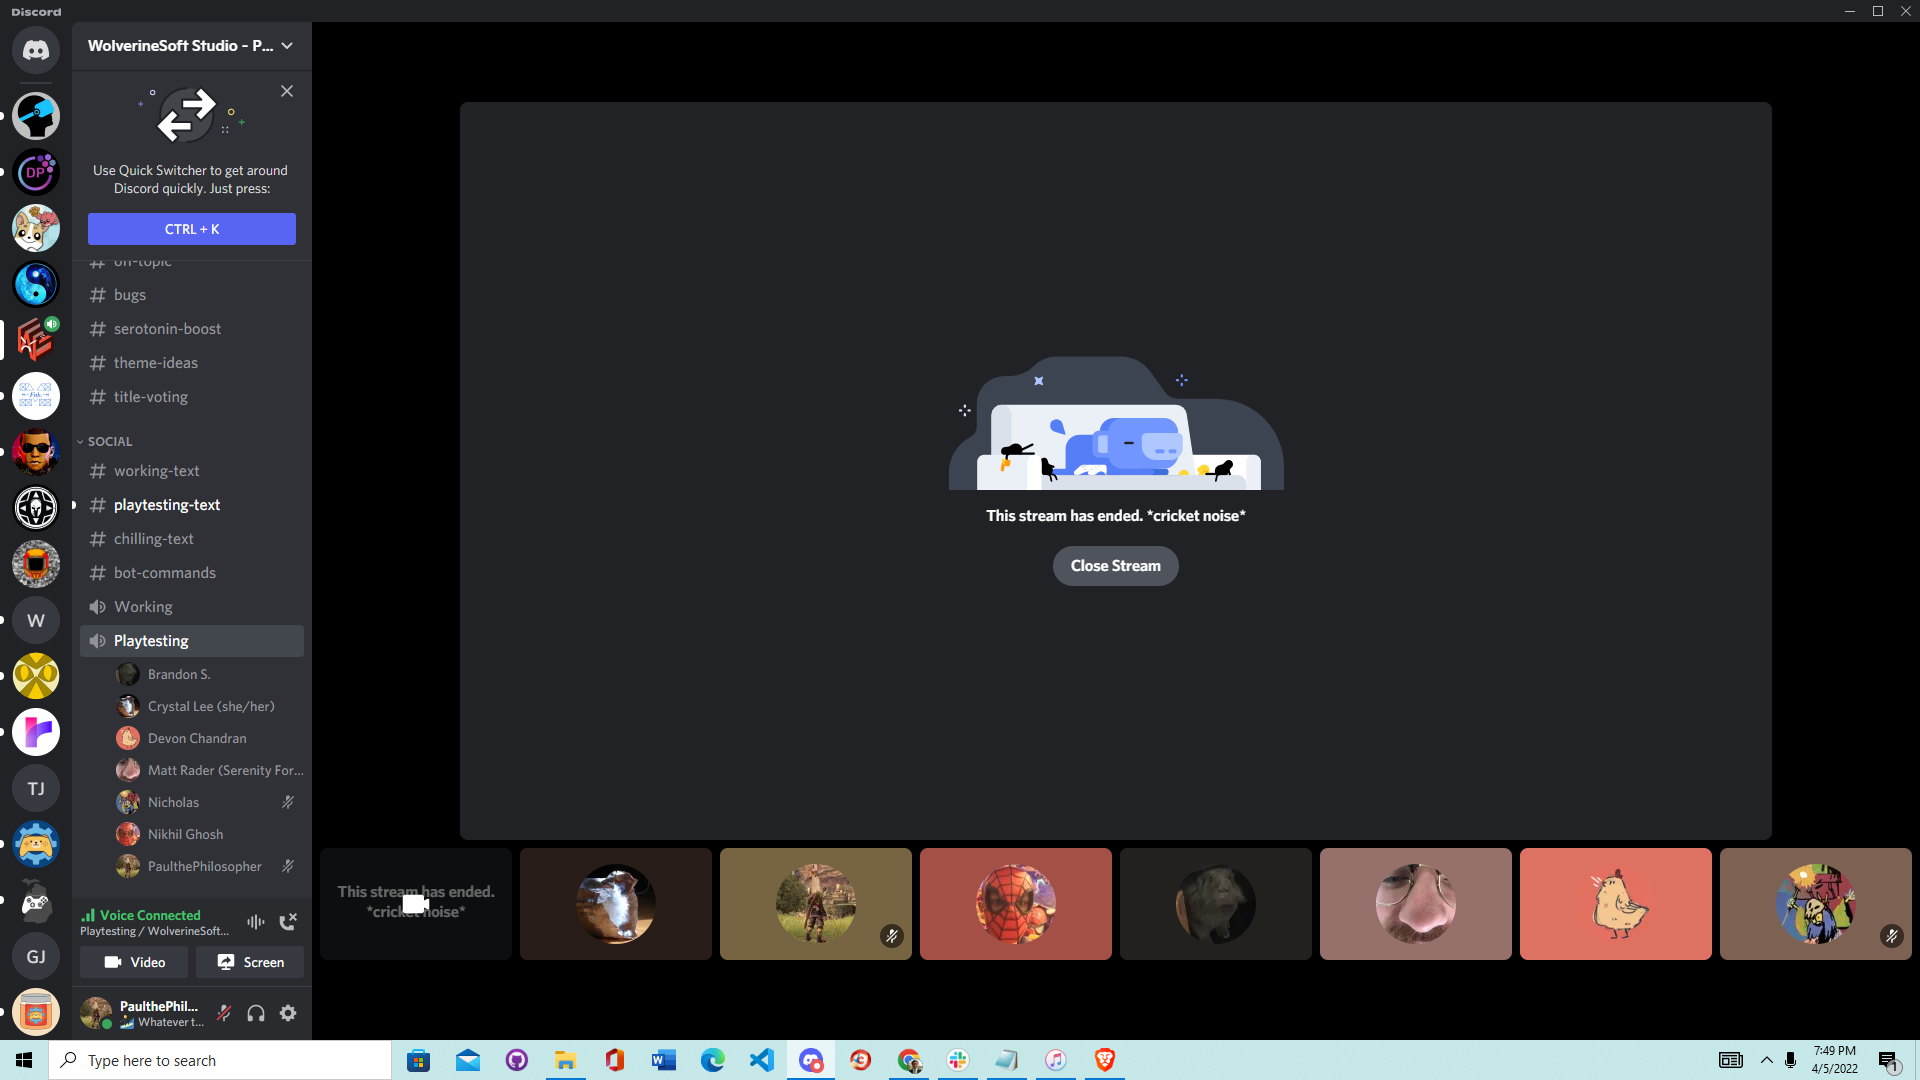 Discord
WolverineSoft Studio - P...
Use Quick Switcher to get around
Discord quickly. Just press:
CTRL + K
off-topic
bugs
serotonin-boost
theme-ideas
title-voting
SOCIAL
working-text
playtesting-text
chilling-text
bot-commands
Working
Playtesting
Brandon S.
Crystal Lee (she/her)
Devon Chandran
Matt Rader (Serenity For...
Nicholas
Nikhil Ghosh
PaulthePhilosopher
Voice Connected
Playtesting / WolverineSoft...
Video
Screen
PaulthePhil...
Whatever t...
DP
W
TJ
GJ
This stream has ended. *cricket noise*
Close Stream
This stream has ended.
*cricket noise*
Type here to search
7:49 PM
4/5/2022
1